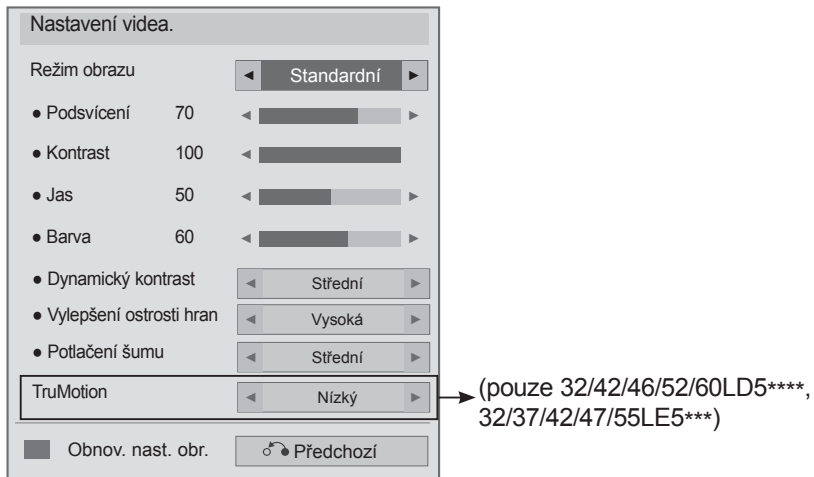 Nastavení videa.
Režim obrazu ◄ Standardní ►
● Podsvícení 70 ◄ ►
● Kontrast 100 ◄
● Jas 50 ◄ ►
● Barva 60 ◄ ►
● Dynamický kontrast ◄ Střední ►
● Vylepšení ostrosti hran ◄ Vysoká ►
● Potlačení šumu ◄ Střední ►
TruMotion ◄ Nízký ►
(pouze 32/42/46/52/60LD5****,
32/37/42/47/55LE5***)
Obnov. nast. obr. Předchozí